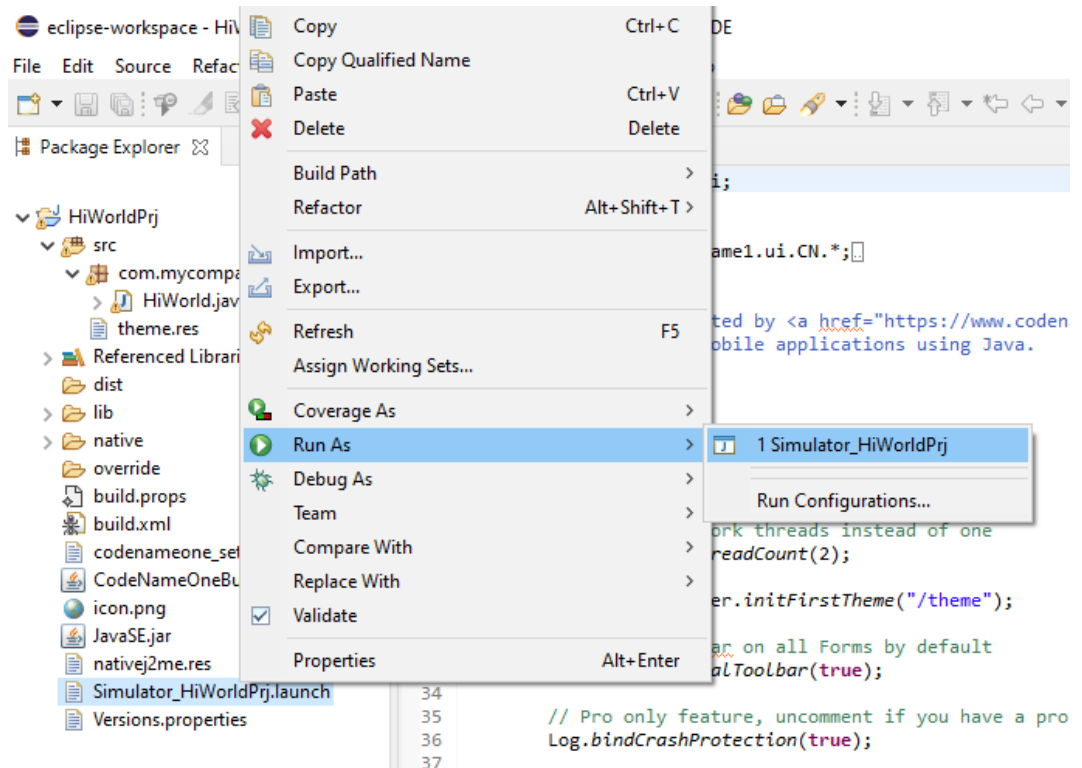 eclipse-workspace - HiW
DE
File Edit Source Refac
Package Explorer
HiWorldPrj
src
com.mycompa
HiWorld.jav
theme.res
Referenced Librari
dist
lib
native
override
build.props
build.xml
codenameone_set
CodeNameOneBu
icon.png
JavaSE.jar
nativej2me.res
Simulator_HiWorldPrj.launch
Versions.properties
Copy Ctrl+C
Copy Qualified Name
Paste Ctrl+V
Delete Delete
Build Path
Refactor Alt+Shift+T
Import...
Export...
Refresh F5
Assign Working Sets...
Coverage As
Run As
Debug As
Team
Compare With
Replace With
Validate
Properties Alt+Enter
1 Simulator_HiWorldPrj
Run Configurations...
i;
ame1.ui.CN.*;
ted by <a href="https://www.coden
obile applications using Java.
ork threads instead of one
readCount(2);
er.initFirstTheme("/theme");
ar on all Forms by default
alToolbar(true);
34
35 // Pro only feature, uncomment if you have a pro
36 Log.bindCrashProtection(true);
37